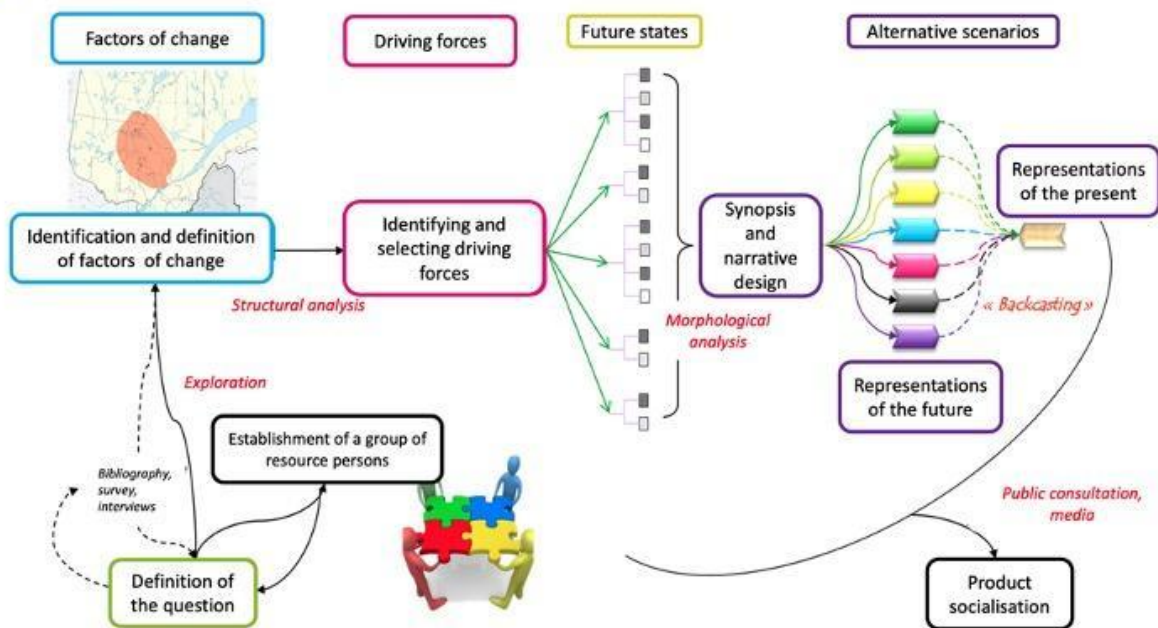 Factors of change
Driving forces
Future states
Alternative scenarios
Identification and definition
of factors of change
Identifying and
selecting driving
forces
Synopsis
and
narrative
design
Representations
of the present
Structural analysis
Morphological
analysis
« Backcasting »
Representations
of the future
Exploration
Establishment of a group of
resource persons
Bibliography,
survey,
interviews
Definition of
the question
Public consultation,
media
Product
socialisation